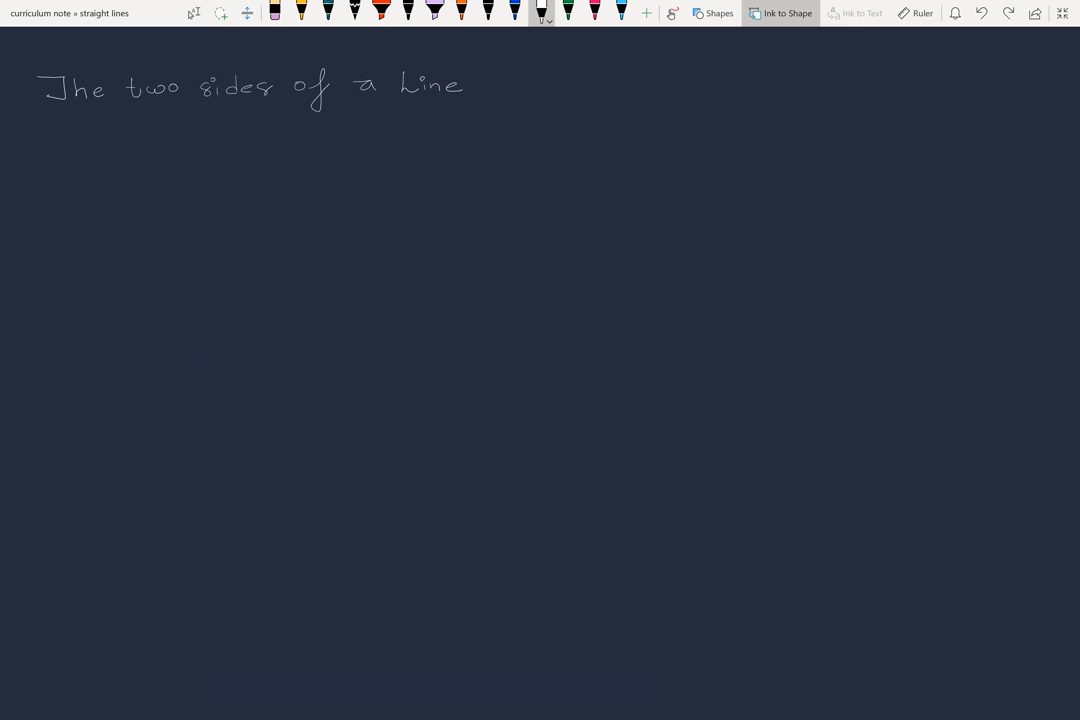 curriculum note » straight lines
Shapes
Ink to Shape
Ink to Text
Ruler
The two sides of a Line